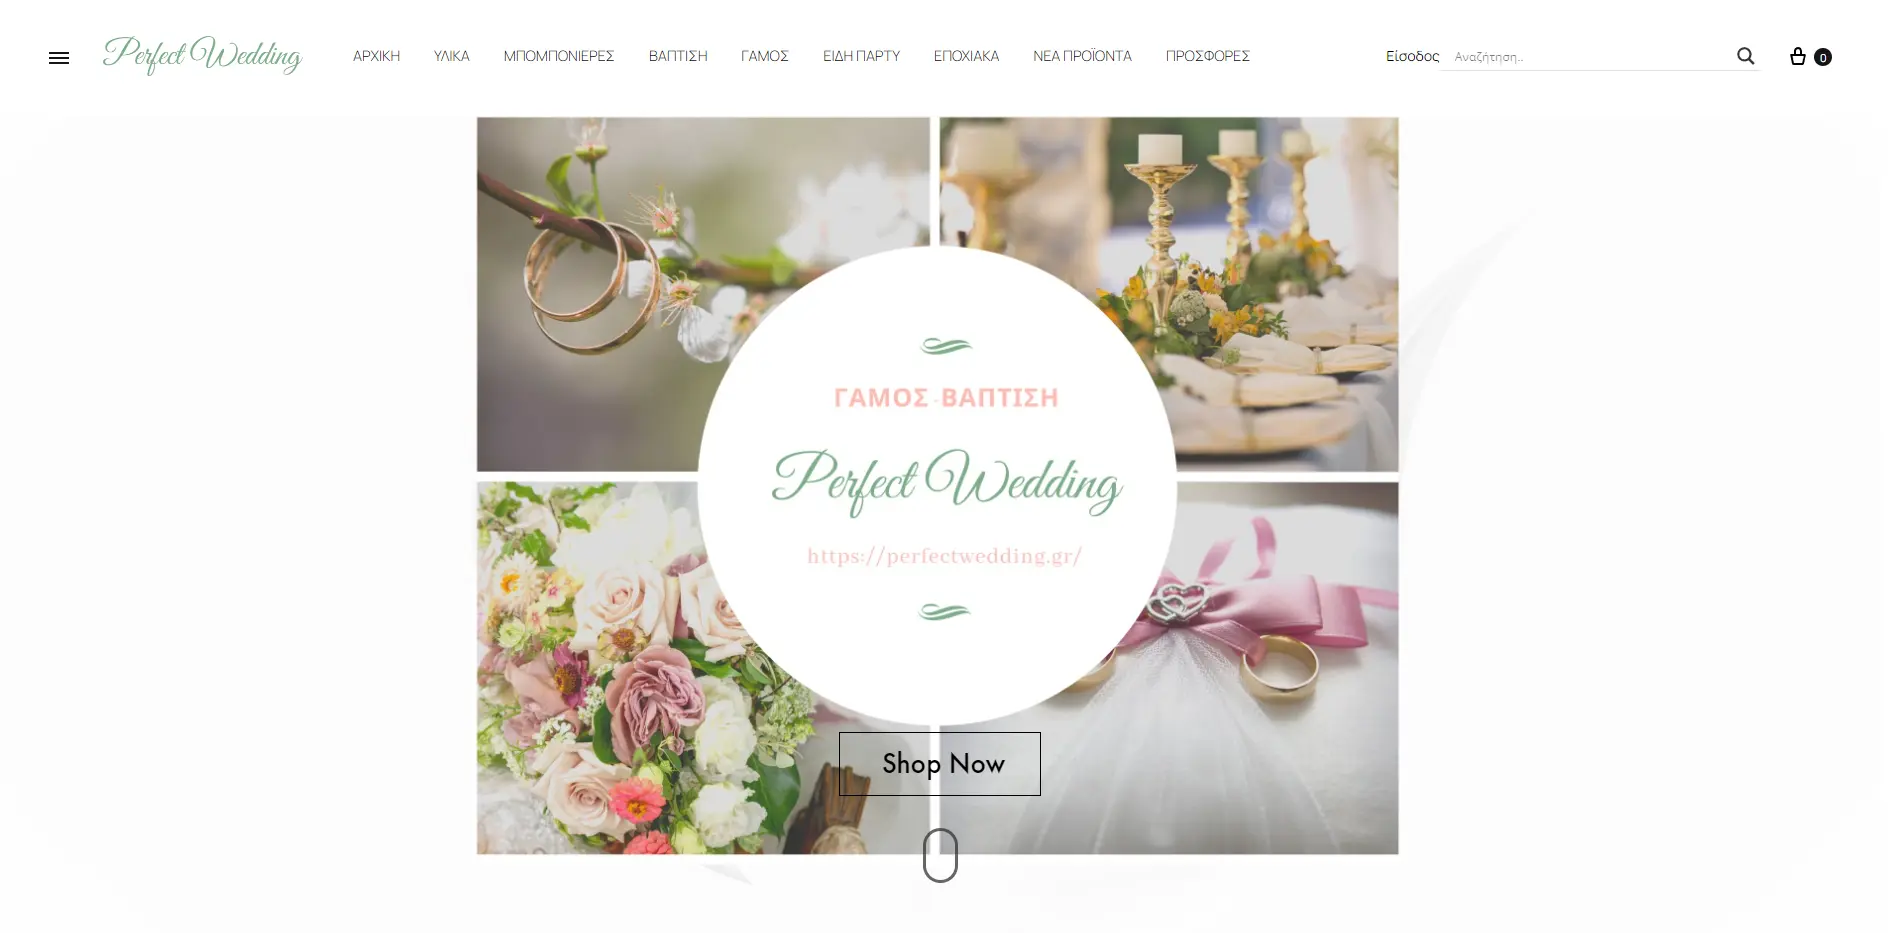 Perfect Wedding
ΑΡΧΙΚΗ ΥΛΙΚΑ ΜΠΟΜΠΟΝΙΕΡΕΣ ΒΑΠΤΙΣΗ ΓΑΜΟΣ ΕΙΔΗ ΠΑΡΤΥ ΕΠΟΧΙΑΚΑ ΝΕΑ ΠΡΟΪΟΝΤΑ ΠΡΟΣΦΟΡΕΣ
Είσοδος Αναζήτηση.. 0
ΓΑΜΟΣ-ΒΑΠΤΙΣΗ
Perfect Wedding
https://perfectwedding.gr/
Shop Now